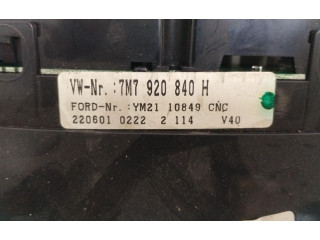 VW-Nr. :7M7 920 840 H
FORD-Nr. :YM21 10849 CNC
220601 0222 2 114 V40